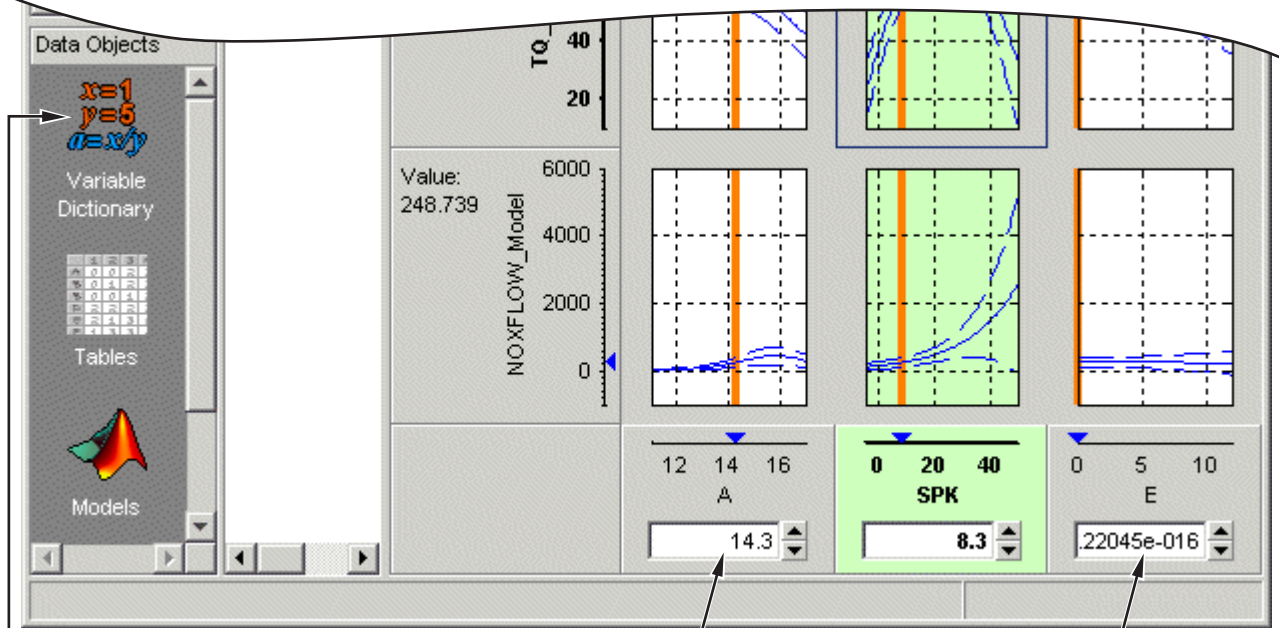 Data Objects
x=1
y=5
a=x/y
Variable
Dictionary
Tables
Models
TQ_
40
20
Value:
248.739
NOXFLOW_Model
6000
4000
2000
0
12 14 16
A
14.3
0 20 40
SPK
8.3
0 5 10
E
.22045e-016